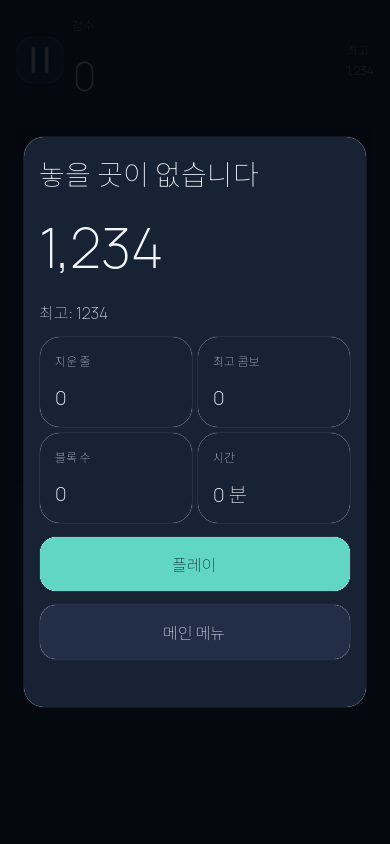 점수
0
최고
1,234
놓을 곳이 없습니다
1,234
최고: 1234
지운 줄
0
최고 콤보
0
블록 수
0
시간
0 분
플레이
메인 메뉴